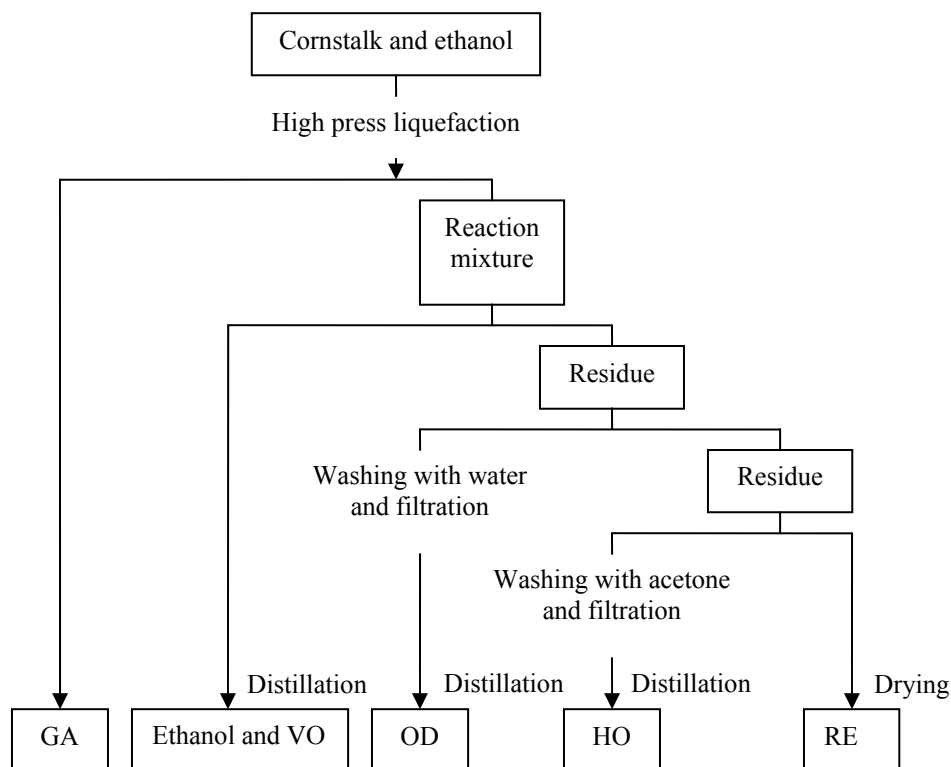 Cornstalk and ethanol
High press liquefaction
Reaction
mixture
Residue
Washing with water
and filtration
Residue
Washing with acetone
and filtration
Distillation
Distillation
Distillation
Drying
GA
Ethanol and VO
OD
HO
RE